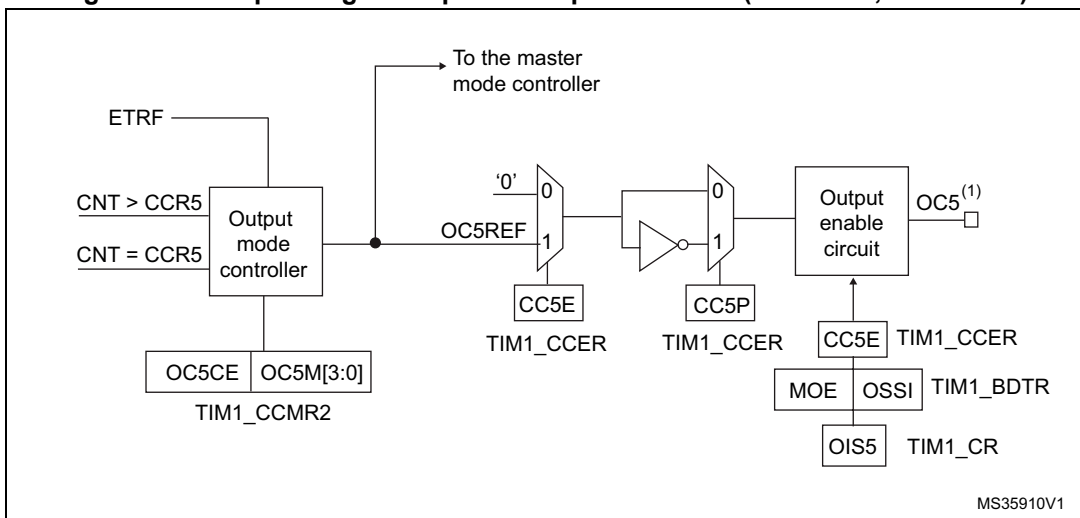 To the master
mode controller
ETRF
CNT > CCR5
CNT = CCR5
Output
mode
controller
OC5REF
'0'
0
1
0
1
Output
enable
circuit
OC5(1)
CC5E
TIM1_CCER
CC5P
TIM1_CCER
CC5E TIM1_CCER
MOE OSSI TIM1_BDTR
OIS5 TIM1_CR
OC5CE OC5M[3:0]
TIM1_CCMR2
MS35910V1